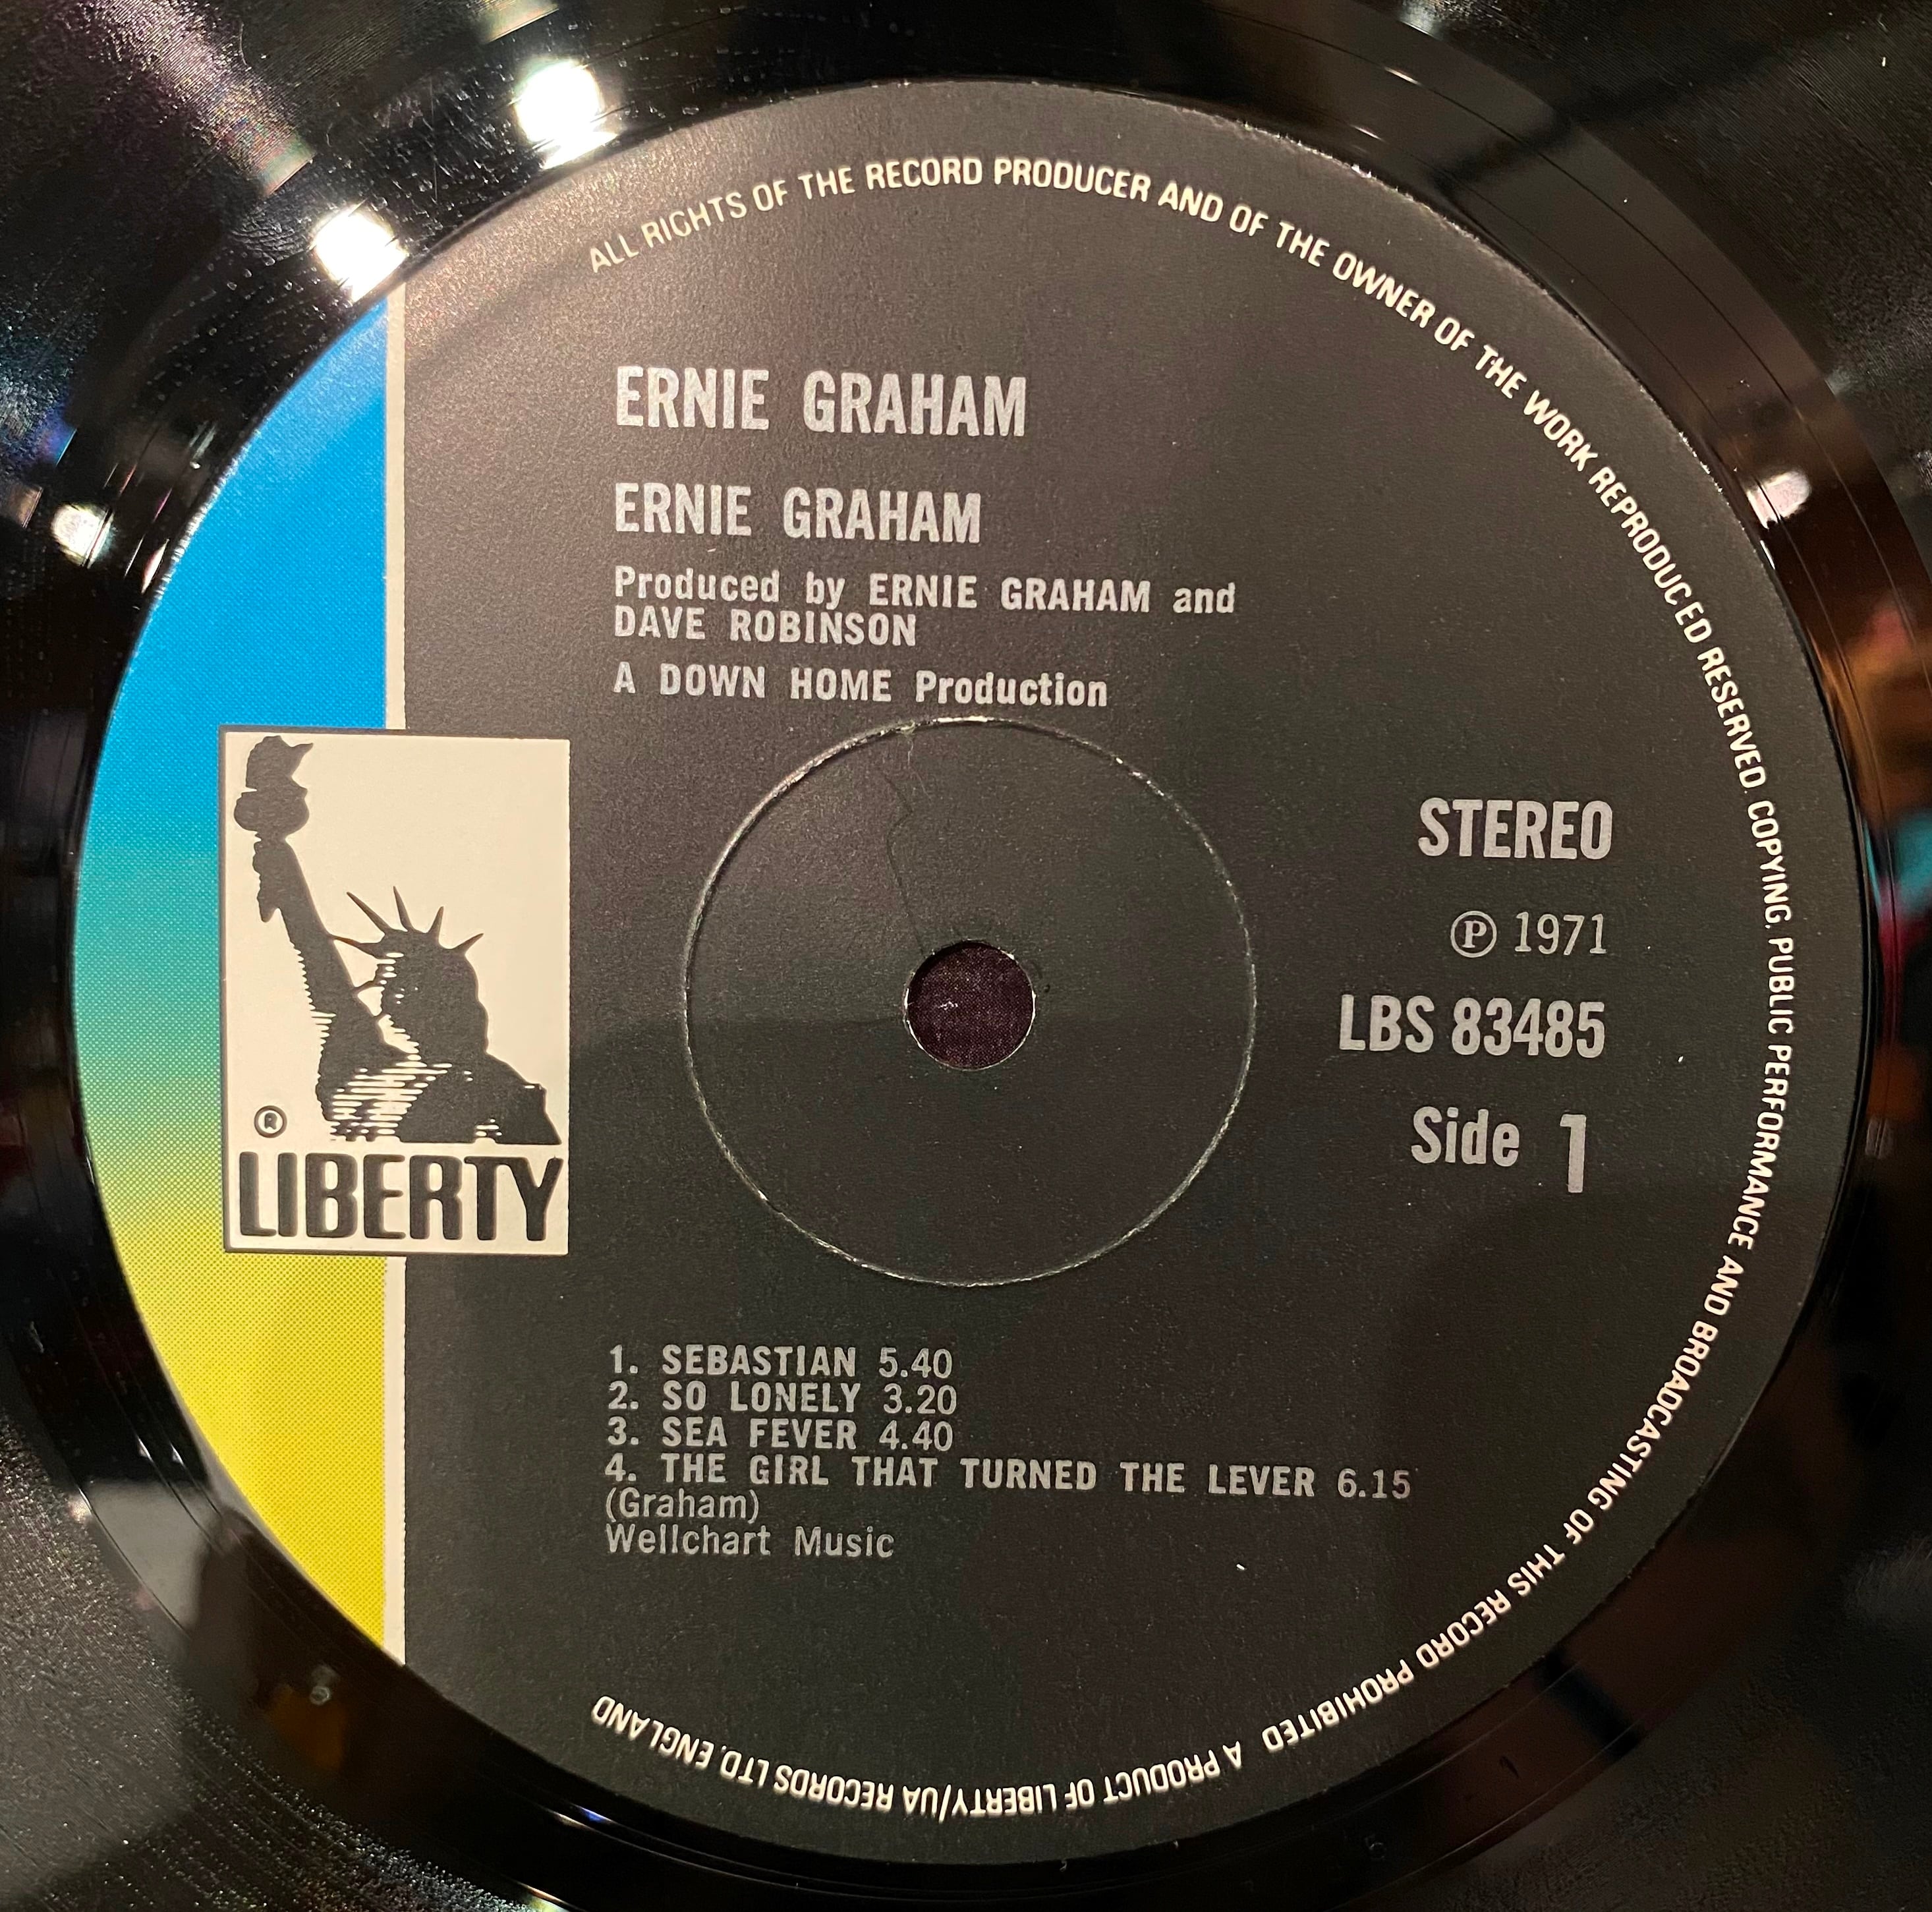 ALL RIGHTS OF THE RECORD PRODUCER AND OF THE OWNER OF THE WORK REPRODUCED RESERVED. COPYING, PUBLIC PERFORMANCE AND BROADCASTING OF THIS RECORD PROHIBITED A PRODUCT OF LIBERTY/UA RECORDS LTD. ENGLAND
ERNIE GRAHAM
ERNIE GRAHAM
Produced by ERNIE GRAHAM and
DAVE ROBINSON
A DOWN HOME Production
STEREO
℗ 1971
LBS 83485
Side 1
®
LIBERTY
1. SEBASTIAN 5.40
2. SO LONELY 3.20
3. SEA FEVER 4.40
4. THE GIRL THAT TURNED THE LEVER 6.15
(Graham)
Wellchart Music